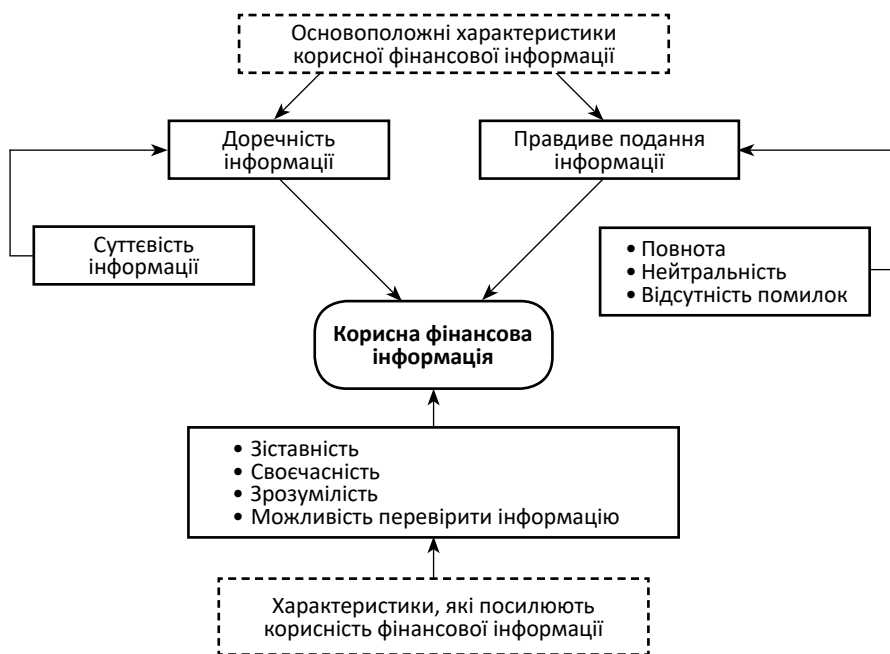 Основоположні характеристики
корисної фінансової інформації
Доречність
інформації
Правдиве подання
інформації
Суттєвість
інформації
• Повнота
• Нейтральність
• Відсутність помилок
Корисна фінансова
інформація
• Зіставність
• Своєчасність
• Зрозумілість
• Можливість перевірити інформацію
Характеристики, які посилюють
корисність фінансової інформації